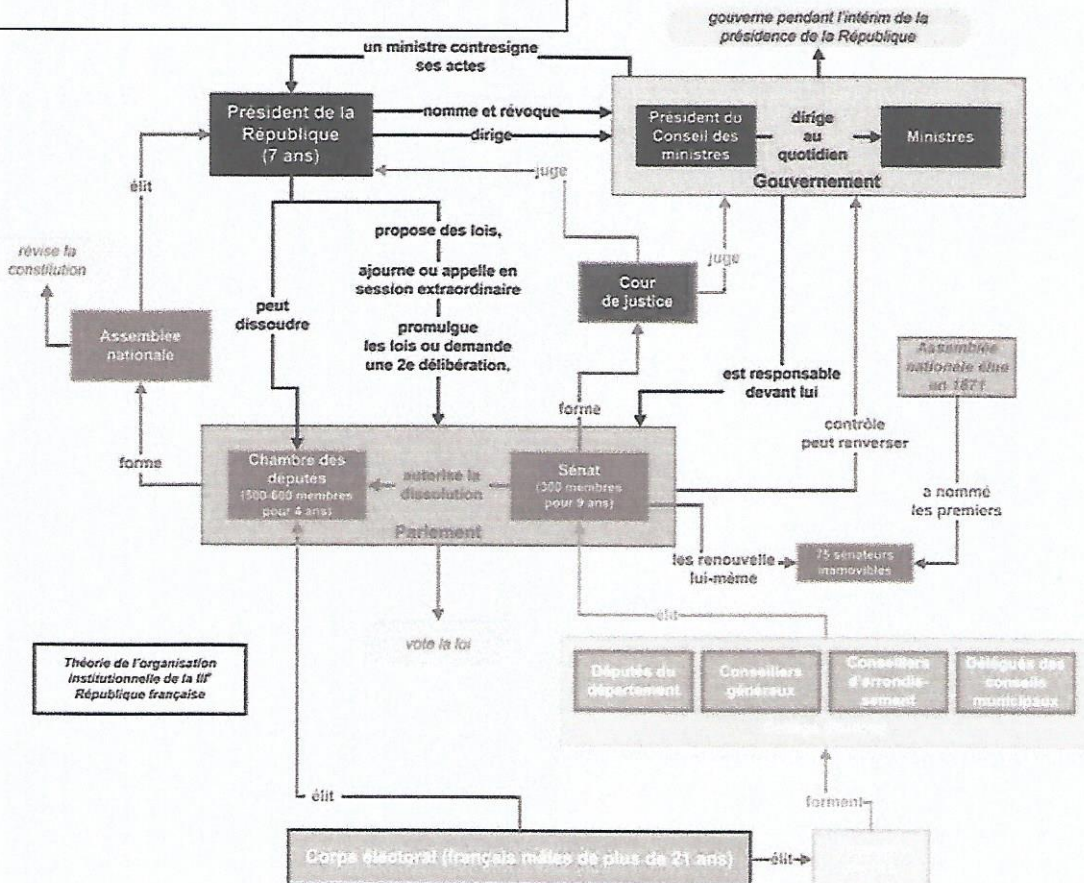 gouverne pendant l'intérim de la
présidence de la République
un ministre contresigne
ses actes
Président de la
République
(7 ans)
nomme et révoque
dirige
Président du
Conseil des
ministres
dirige
au
quotidien
Ministres
Gouvernement
élit
juge
juge
révise la
constitution
Assemblée
nationale
peut
dissoudre
propose des lois,
ajourne ou appelle en
session extraordinaire
promulgue
les lois ou demande
une 2e délibération,
Cour
de justice
Assemblée
nationale élue
en 1871
est responsable
devant lui
forme
contrôle
peut renverser
forme
Chambre des
députés
(500-600 membres
pour 4 ans)
autorise la
dissolution
Sénat
(300 membres
pour 9 ans)
Parlement
a nommé
les premiers
les renouvelle
lui-même
75 sénateurs
inamovibles
vote la loi
élit
Théorie de l'organisation
institutionnelle de la IIIe
République française
Députés du
département
Conseillers
généraux
Conseillers
d'arrondis-
sement
Délégués des
conseils
municipaux
élit
forment
Corps électoral (français mâles de plus de 21 ans)
élit